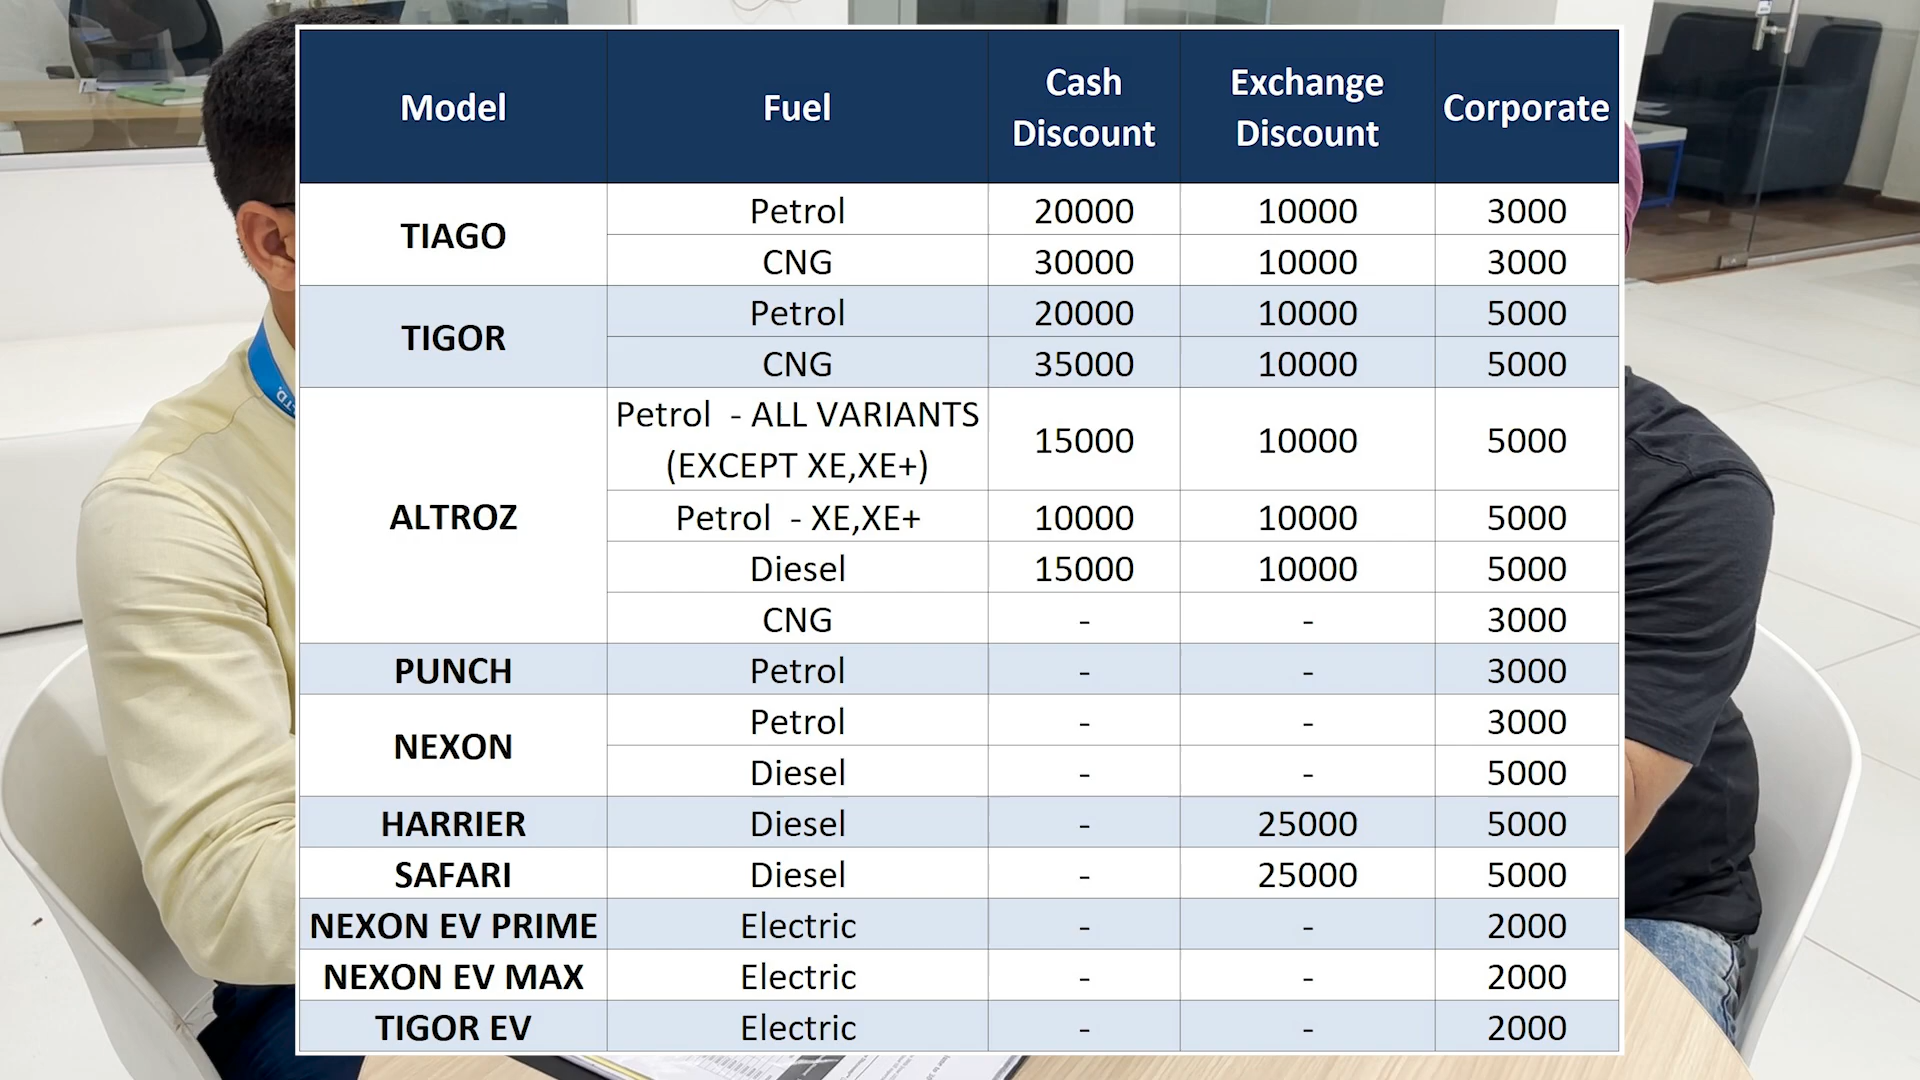 Model Fuel Cash Discount Exchange Discount Corporate
TIAGO Petrol 20000 10000 3000
CNG 30000 10000 3000
TIGOR Petrol 20000 10000 5000
CNG 35000 10000 5000
ALTROZ Petrol - ALL VARIANTS (EXCEPT XE,XE+) 15000 10000 5000
Petrol - XE,XE+ 10000 10000 5000
Diesel 15000 10000 5000
CNG - - 3000
PUNCH Petrol - - 3000
NEXON Petrol - - 3000
Diesel - - 5000
HARRIER Diesel - 25000 5000
SAFARI Diesel - 25000 5000
NEXON EV PRIME Electric - - 2000
NEXON EV MAX Electric - - 2000
TIGOR EV Electric - - 2000
LTD.